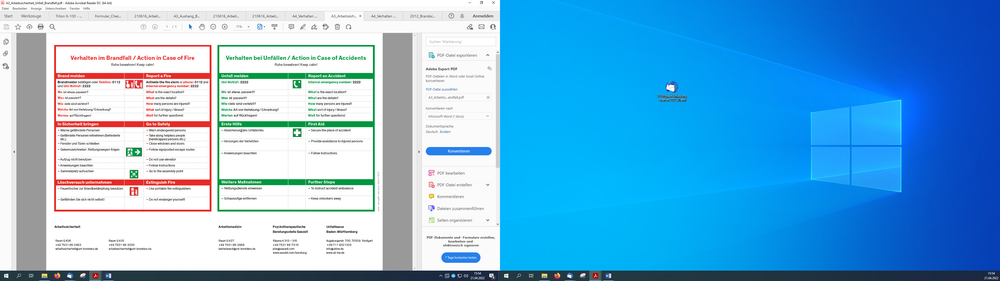 A3_Arbeitssicherheit_Unfall_Brandfall.pdf - Adobe Acrobat Reader DC (64-bit)
Datei Bearbeiten Anzeige Unterschreiben Fenster Hilfe
Start Werkzeuge Triton X-100 - ... Formular_Chec... 210616_Arbeit... A3_Aushang_B... 210616_Arbeit... 210616_Arbeit... A4_Verhalten ... A3_Arbeitssich... A4_Verhalten ... 2012_Brandsc... Anmelden
1 / 1 71%
Verhalten im Brandfall / Action in Case of Fire
Ruhe bewahren! Keep calm!
Brand melden Report a Fire
Brandmelder betätigen oder Telefon: 0112 Activate the fire alarm or phone: 0112 and
und Uni-Notruf: 2222 Internal emergency number: 2222
Wo ist etwas passiert? What is the exact location?
Was ist passiert? What are the details?
Wie viele sind verletzt? How many persons are injured?
Welche Art von Verletzung/ Erkrankung? What sort of injury / illness?
Warten auf Rückfragen! Wait for further questions!
In Sicherheit bringen Go to Safety
– Warne gefährdete Personen – Warn endangered persons
– Gefährdete Personen mitnehmen (Behinderte – Take along helpless people
etc.) (handicapped persons etc.)
– Fenster und Türen schließen – Close windows and doors
– Gekennzeichneten Rettungswegen folgen – Follow signposted escape routes
– Aufzug nicht benutzen – Do not use elevator
– Anweisungen beachten – Follow instructions
– Sammelplatz aufsuchen – Go to the assembly point
Löschversuch unternehmen Extinguish Fire
– Feuerlöscher zur Brandbekämpfung benutzen – Use portable fire extinguishers
– Gefährden Sie sich nicht selbst! – Do not endanger yourself!
Verhalten bei Unfällen / Action in Case of Accidents
Ruhe bewahren! Keep calm!
Unfall melden Report an Accident
Uni-Notruf: 2222 Internal emergency number: 2222
Wo ist etwas passiert? What is the exact location?
Was ist passiert? What are the details?
Wie viele sind verletzt? How many persons are injured?
Welche Art von Verletzung/ Erkrankung? What sort of injury / illness?
Warten auf Rückfragen! Wait for further questions!
Erste Hilfe First Aid
– Absicherung des Unfallortes – Secure the place of accident
– Versorgen der Verletzten – Provide assistance to injured persons
– Anweisungen beachten – Follow instructions
Weitere Maßnahmen Further Steps
– Rettungsdienste einweisen – To instruct accident ambulance
– Schaulustige entfernen – Keep onlookers away
Arbeitssicherheit
Raum G 426 Raum G 425
+49 7531 88-2953 +49 7531 88-3033
arbeitssicherheit@uni-konstanz.de arbeitssicherheit@uni-konstanz.de
Arbeitsmedizin
Raum G 427
+49 7531 88-2668
betriebsarzt@uni-konstanz.de
Psychotherapeutische
Beratungsstelle Seezeit
Räume K 313 – 315
+49 7531 88-7310
pbs@seezeit.com
www.seezeit.com/beratung
Unfallkasse
Baden-Württemberg
Augsburgerstr. 700, 70329 Stuttgart
+49 711 9321323
info@ukbw.de
www.uk-bw.de
Suchen 'Markierung'
PDF-Datei exportieren
Adobe Export PDF
PDF-Dateien in Word oder Excel Online
konvertieren
PDF-Datei auswählen
A3_Arbeitss...andfall.pdf
Konvertieren nach
Microsoft Word (*.docx)
Dokumentsprache:
Deutsch Ändern
Konvertieren
PDF bearbeiten
PDF-Datei erstellen
Kommentieren
Dateien zusammenführen
Seiten organisieren
PDF-Dokumente und -Formulare erstellen,
bearbeiten und
elektronisch signieren
7 Tage kostenlos testen
15:54
21.04.2022
4
3G-Projekt Einladung
- Treffen 2022_VI.eml
15:54
21.04.2022